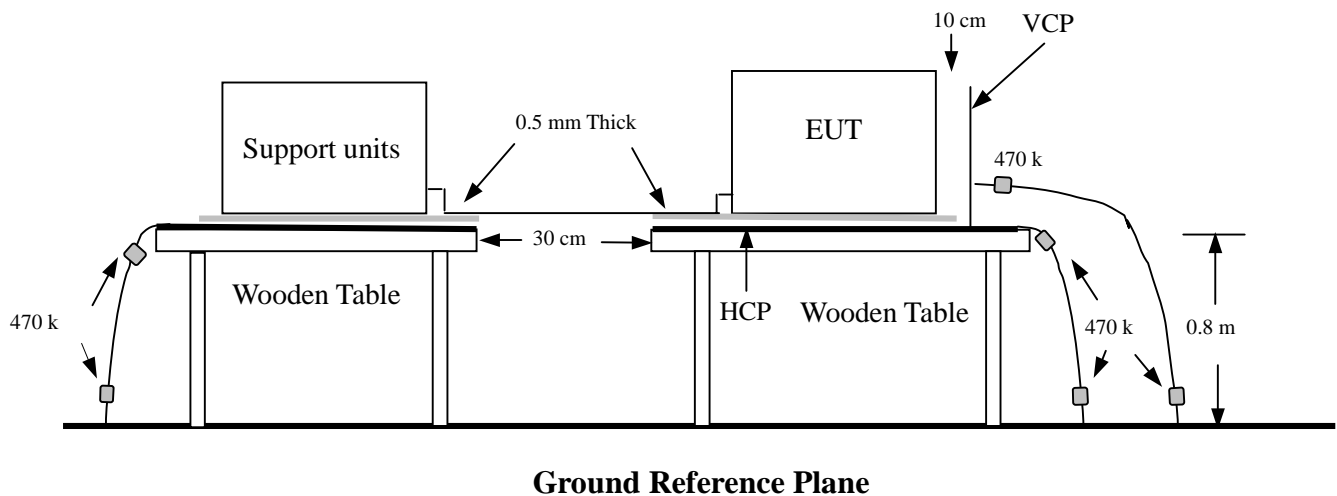 10 cm
VCP
0.5 mm Thick
EUT
Support units
470 k
30 cm
Wooden Table
HCP
Wooden Table
470 k
470 k
0.8 m
Ground Reference Plane